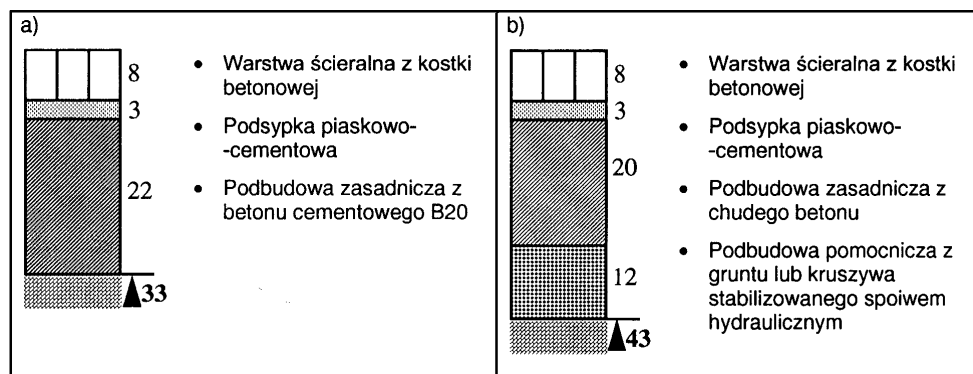 a)
8
3
22
33
• Warstwa ścieralna z kostki
betonowej
• Podsypka piaskowo-
-cementowa
• Podbudowa zasadnicza z
betonu cementowego B20
b)
8
3
20
12
43
• Warstwa ścieralna z kostki
betonowej
• Podsypka piaskowo-
-cementowa
• Podbudowa zasadnicza z
chudego betonu
• Podbudowa pomocnicza z
gruntu lub kruszywa
stabilizowanego spoiwem
hydraulicznym